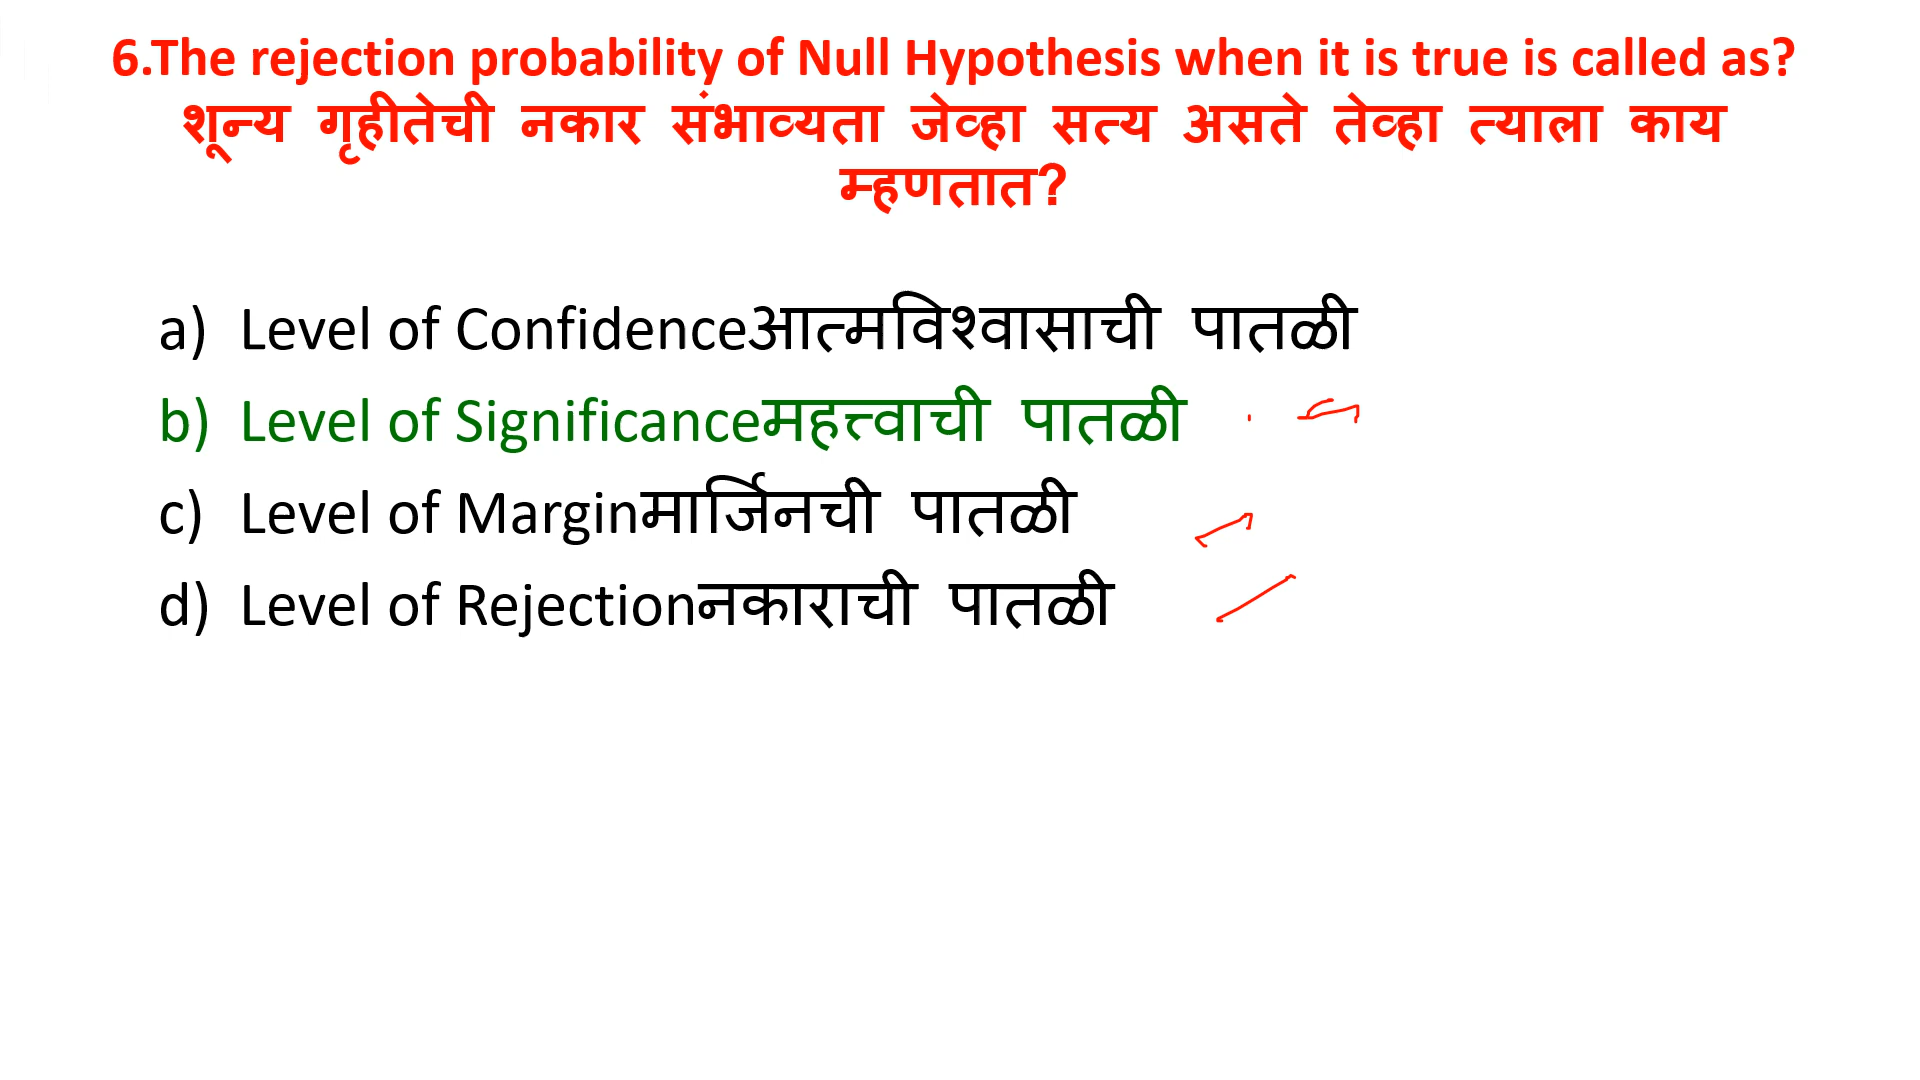 6.The rejection probability of Null Hypothesis when it is true is called as?
शून्य गृहीतेची नकार संभाव्यता जेव्हा सत्य असते तेव्हा त्याला काय
म्हणतात?
a) Level of Confidenceआत्मविश्वासाची पातळी
b) Level of Significanceमहत्त्वाची पातळी
c) Level of Marginमार्जिनची पातळी
d) Level of Rejectionनकाराची पातळी